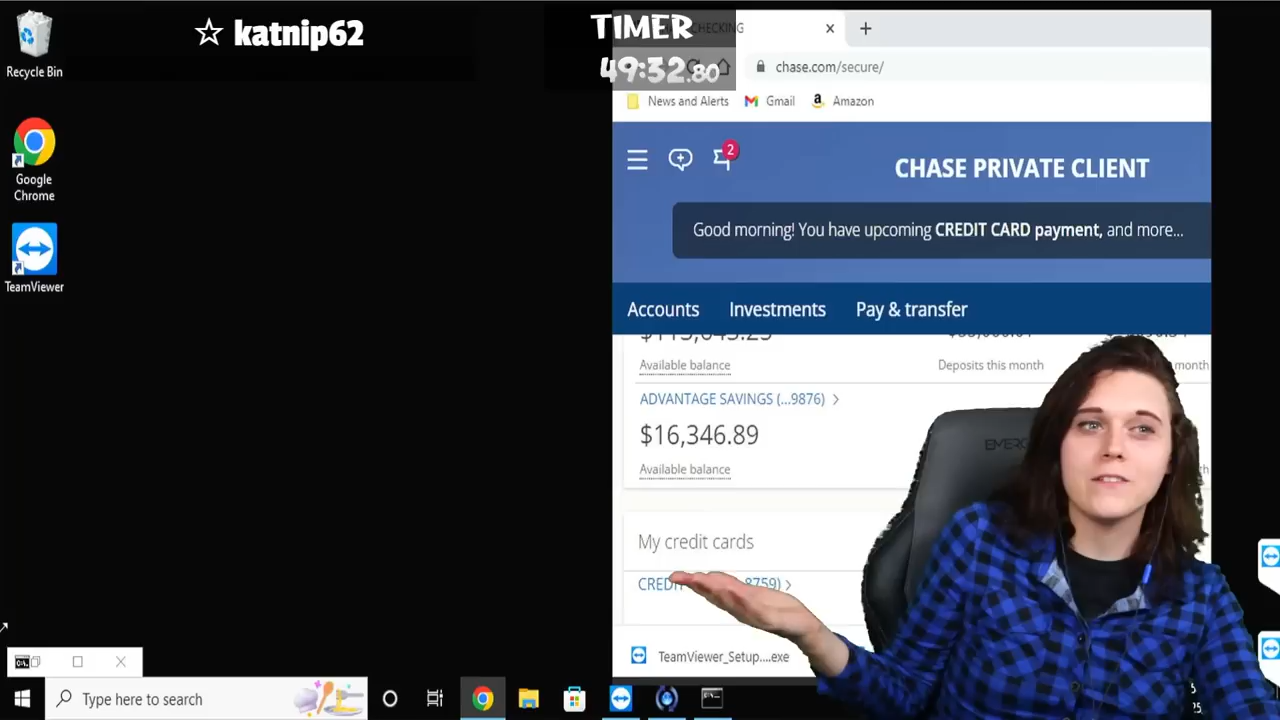 Recycle Bin
☆ katnip62
TIMER
49:32.80
CHECKING
chase.com/secure/
News and Alerts
Gmail
Amazon
Google
Chrome
TeamViewer
2
CHASE PRIVATE CLIENT
Good morning! You have upcoming CREDIT CARD payment, and more...
Accounts
Investments
Pay & transfer
Available balance
Deposits this month
month
ADVANTAGE SAVINGS (...9876)
$16,346.89
Available balance
My credit cards
8759)
TeamViewer_Setup....exe
Type here to search